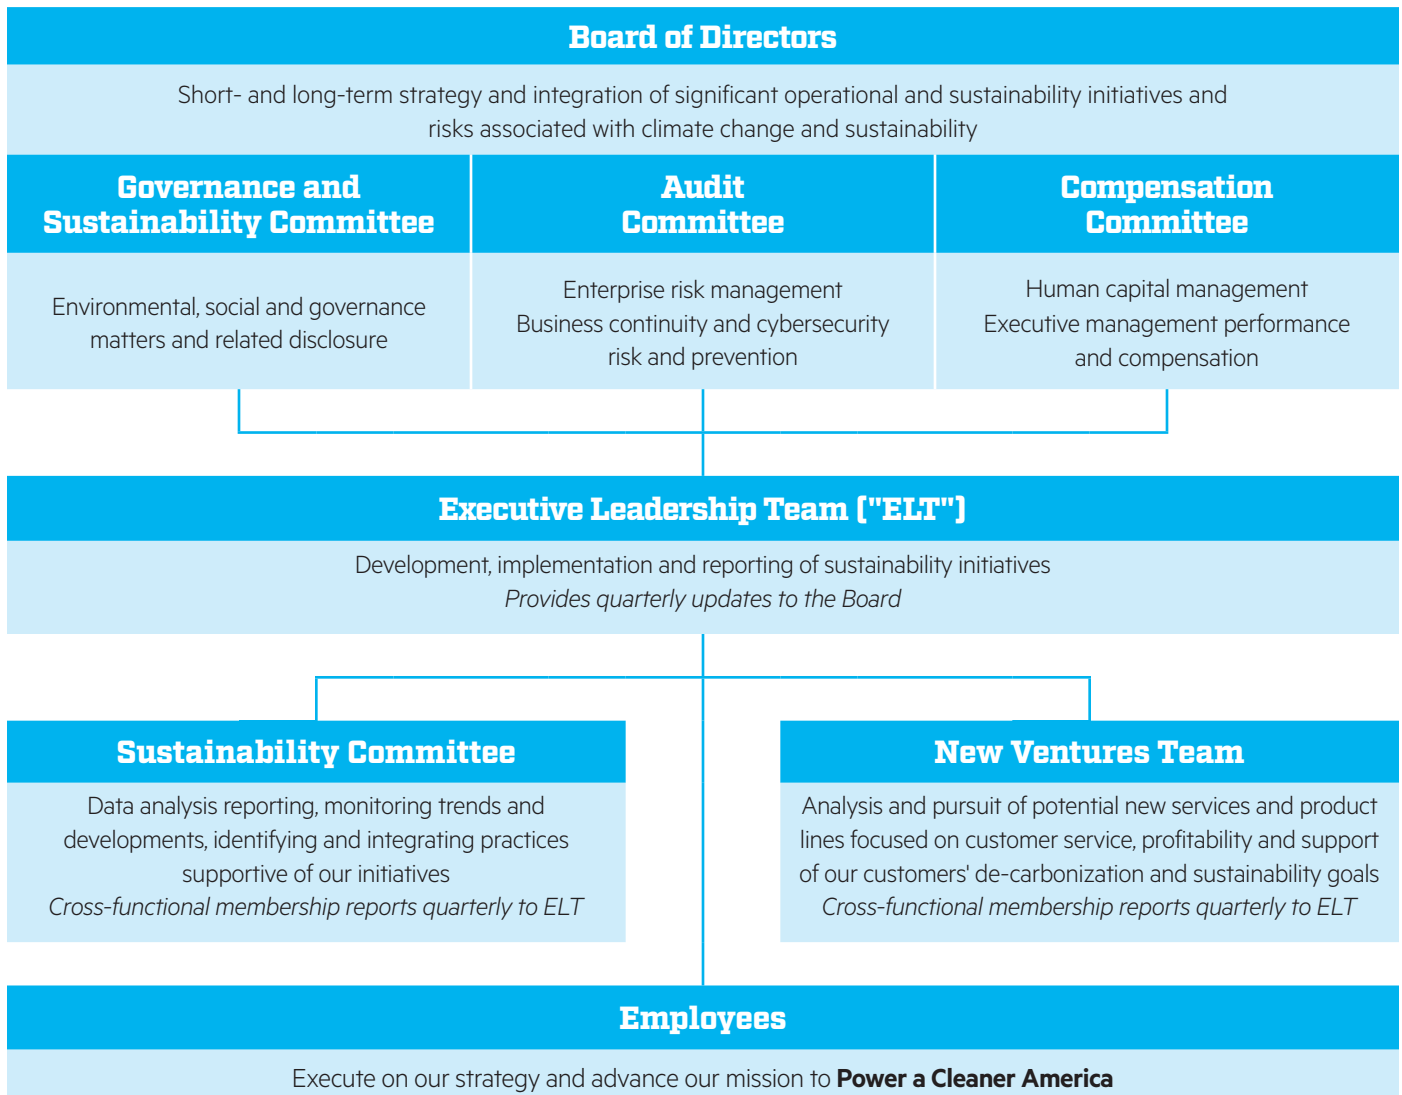 Board of Directors
Short- and long-term strategy and integration of significant operational and sustainability initiatives and
risks associated with climate change and sustainability
Governance and
Sustainability Committee
Environmental, social and governance
matters and related disclosure
Audit
Committee
Enterprise risk management
Business continuity and cybersecurity
risk and prevention
Compensation
Committee
Human capital management
Executive management performance
and compensation
Executive Leadership Team ("ELT")
Development, implementation and reporting of sustainability initiatives
Provides quarterly updates to the Board
Sustainability Committee
Data analysis reporting, monitoring trends and
developments, identifying and integrating practices
supportive of our initiatives
Cross-functional membership reports quarterly to ELT
New Ventures Team
Analysis and pursuit of potential new services and product
lines focused on customer service, profitability and support
of our customers' de-carbonization and sustainability goals
Cross-functional membership reports quarterly to ELT
Employees
Execute on our strategy and advance our mission to Power a Cleaner America